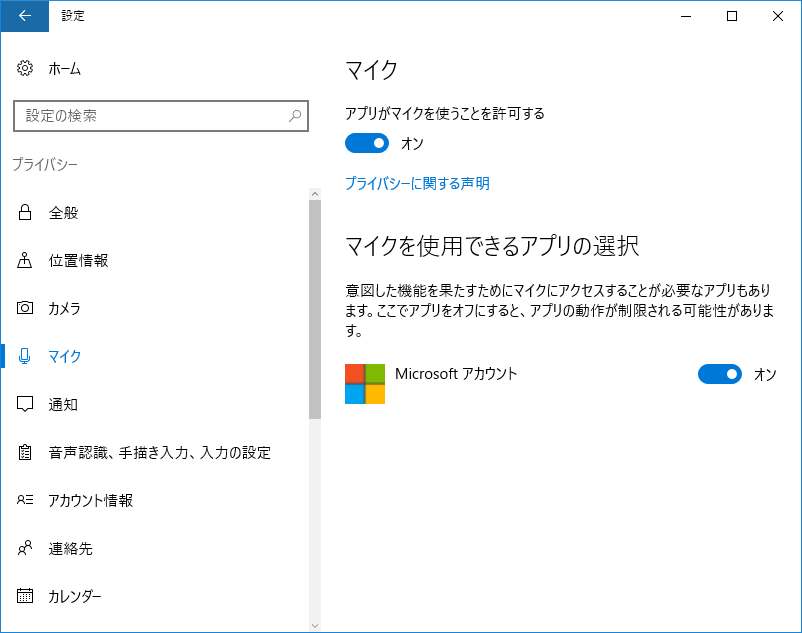 設定
ホーム
設定の検索
プライバシー
全般
位置情報
カメラ
マイク
通知
音声認識、手描き入力、入力の設定
アカウント情報
連絡先
カレンダー
マイク
アプリがマイクを使うことを許可する
オン
プライバシーに関する声明
マイクを使用できるアプリの選択
意図した機能を果たすためにマイクにアクセスすることが必要なアプリもあり
ます。ここでアプリをオフにすると、アプリの動作が制限される可能性がありま
す。
Microsoft アカウント
オン